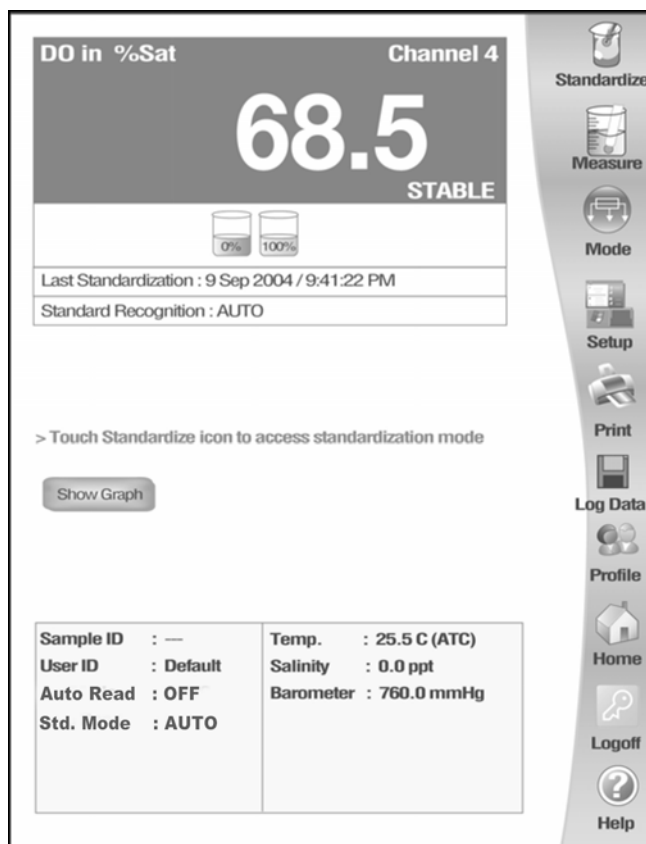 DO in %Sat Channel 4
68.5
STABLE
0% 100%
Last Standardization : 9 Sep 2004 / 9:41:22 PM
Standard Recognition : AUTO
> Touch Standardize icon to access standardization mode
Show Graph
Sample ID : ---
User ID : Default
Auto Read : OFF
Std. Mode : AUTO
Temp. : 25.5 C (ATC)
Salinity : 0.0 ppt
Barometer : 760.0 mmHg
Standardize
Measure
Mode
Setup
Print
Log Data
Profile
Home
Logoff
Help